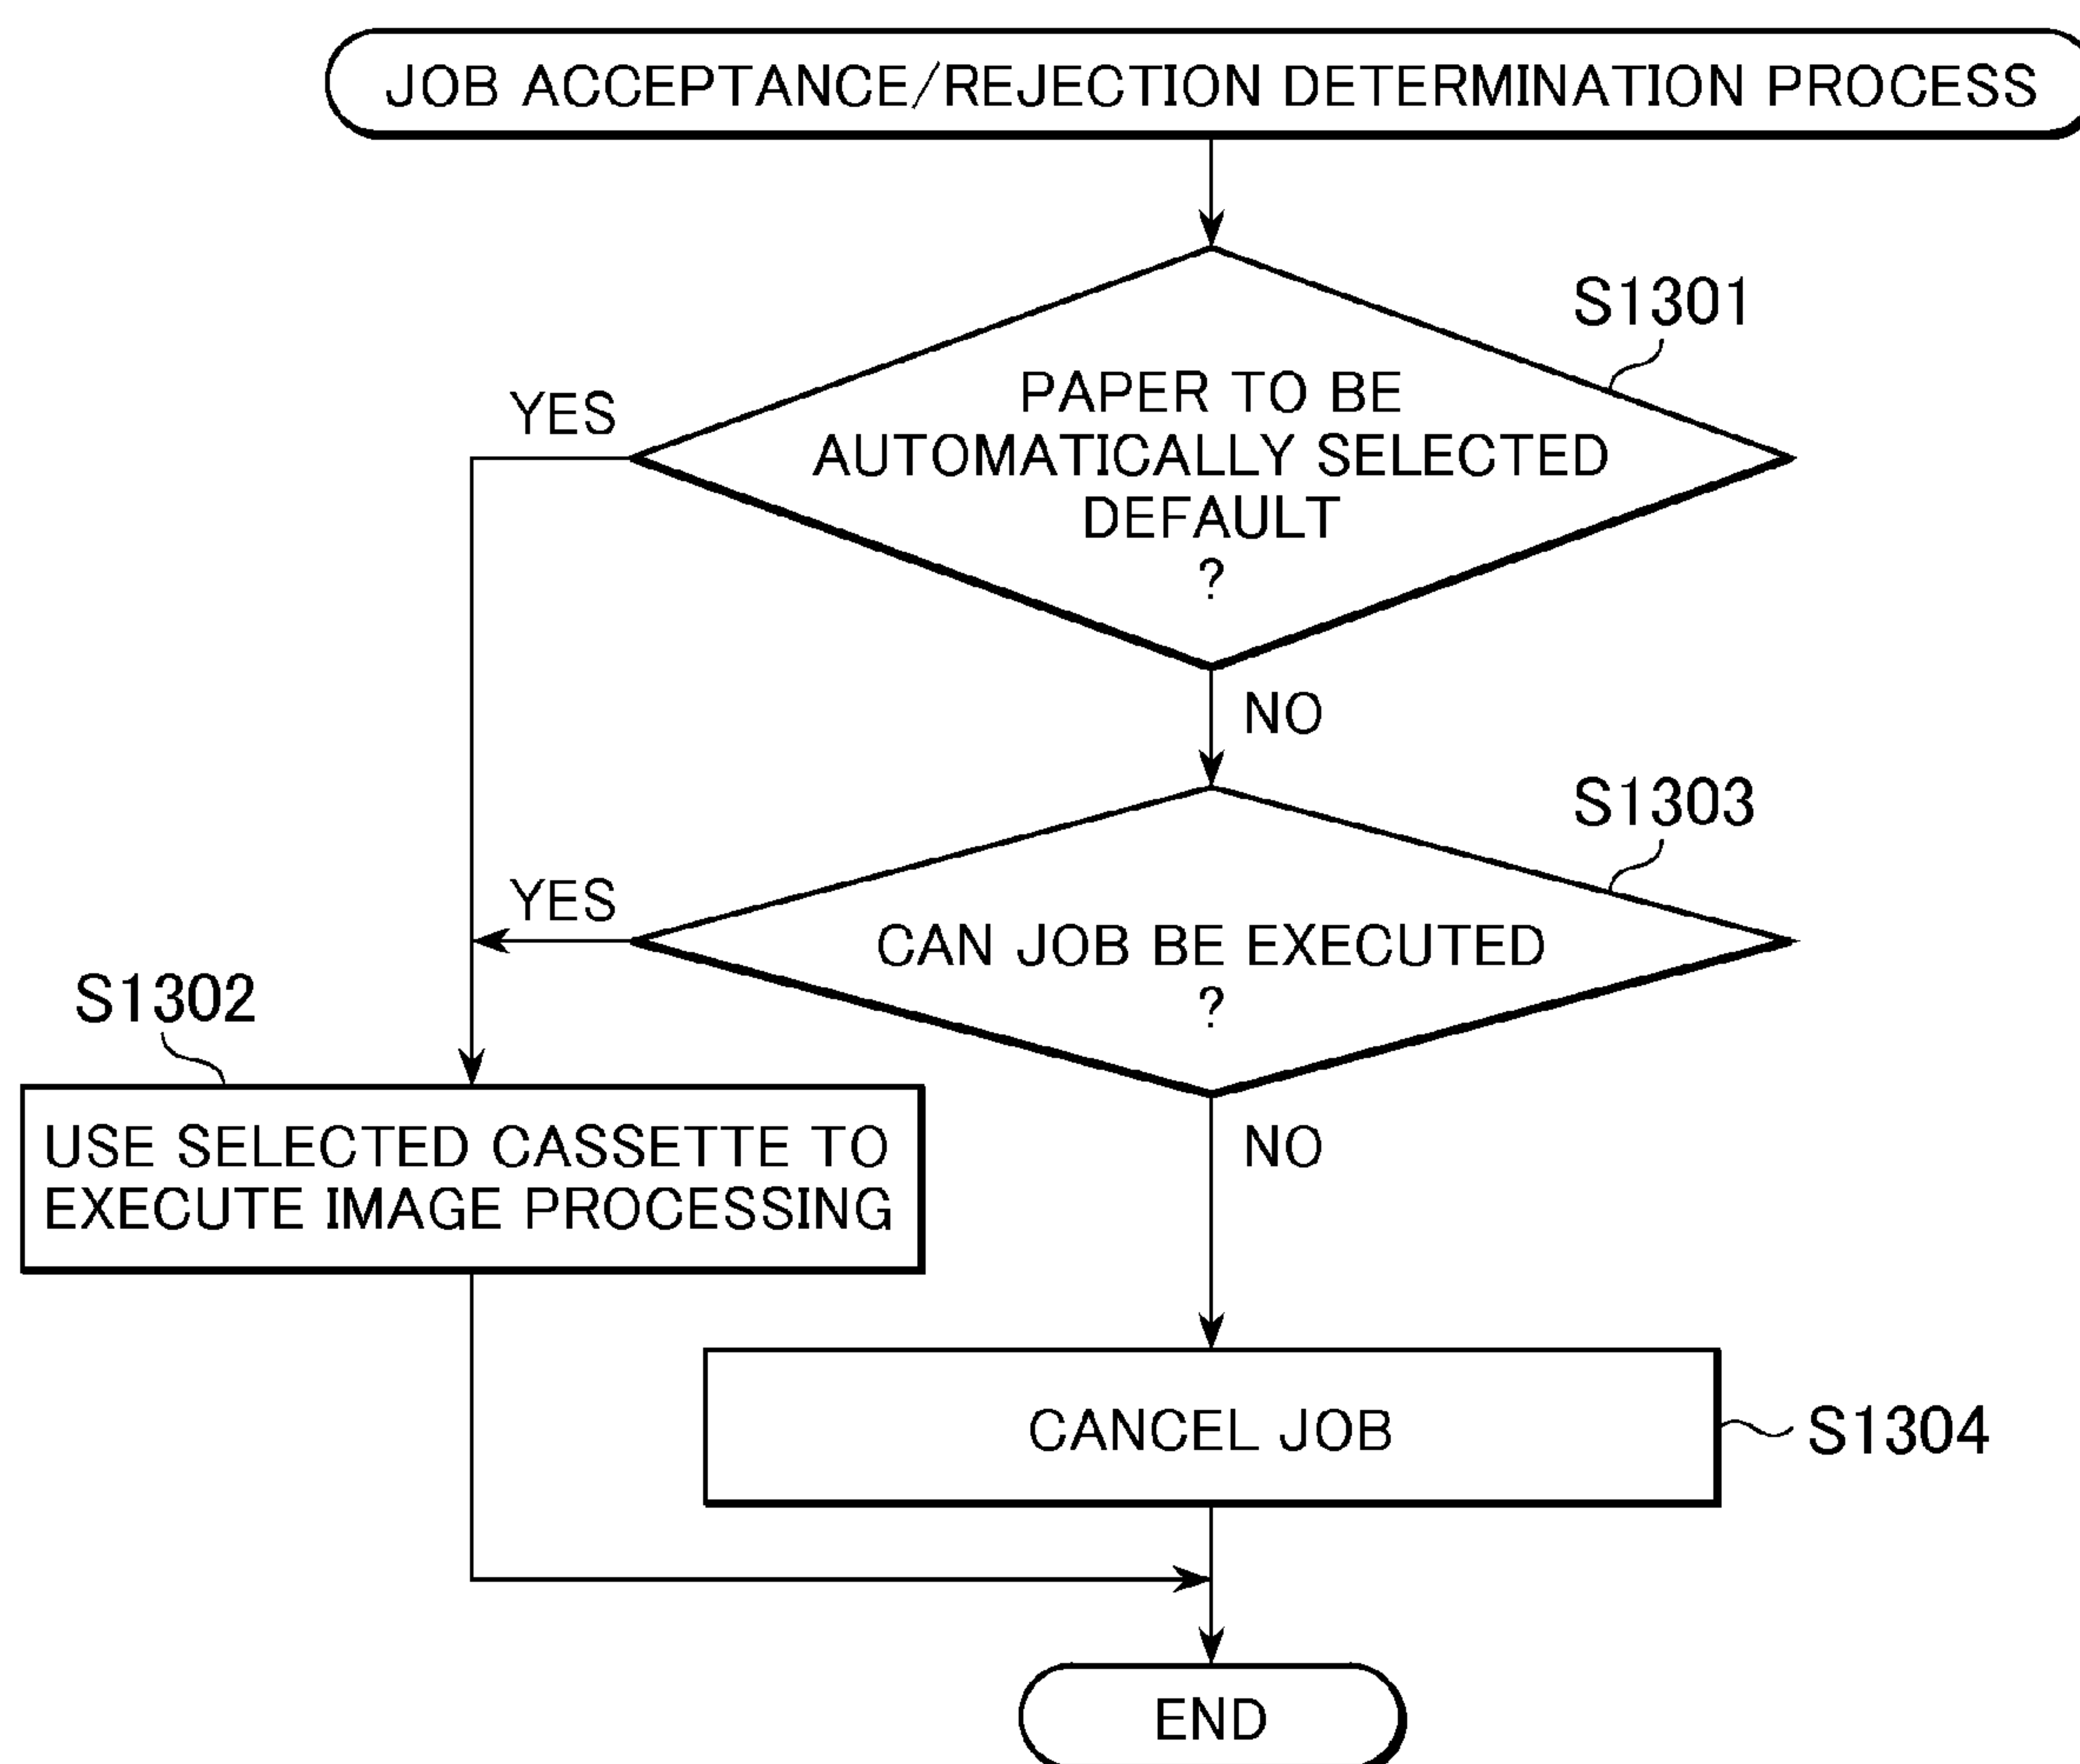 JOB ACCEPTANCE/REJECTION DETERMINATION PROCESS
S1301
PAPER TO BE
AUTOMATICALLY SELECTED
DEFAULT
?
YES
NO
S1303
CAN JOB BE EXECUTED
?
YES
NO
S1302
USE SELECTED CASSETTE TO
EXECUTE IMAGE PROCESSING
CANCEL JOB
S1304
END